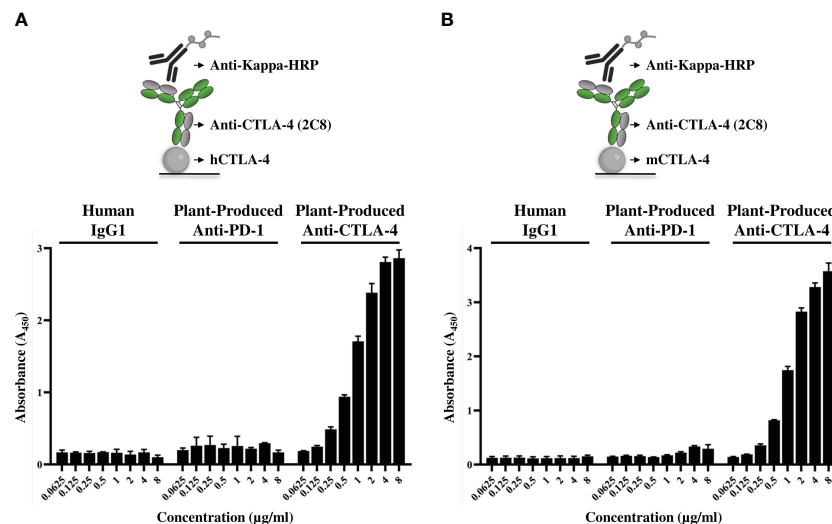 A
Anti-Kappa-HRP
Anti-CTLA-4 (2C8)
hCTLA-4
Human
IgG1
Plant-Produced
Anti-PD-1
Plant-Produced
Anti-CTLA-4
Absorbance (A450)
3
2
1
0
0.0625 0.125 0.25 0.5 1 2 4 8 0.0625 0.125 0.25 0.5 1 2 4 8 0.0625 0.125 0.25 0.5 1 2 4 8
Concentration (µg/ml)
B
Anti-Kappa-HRP
Anti-CTLA-4 (2C8)
mCTLA-4
Human
IgG1
Plant-Produced
Anti-PD-1
Plant-Produced
Anti-CTLA-4
Absorbance (A450)
4
3
2
1
0
0.0625 0.125 0.25 0.5 1 2 4 8 0.0625 0.125 0.25 0.5 1 2 4 8 0.0625 0.125 0.25 0.5 1 2 4 8
Concentration (µg/ml)